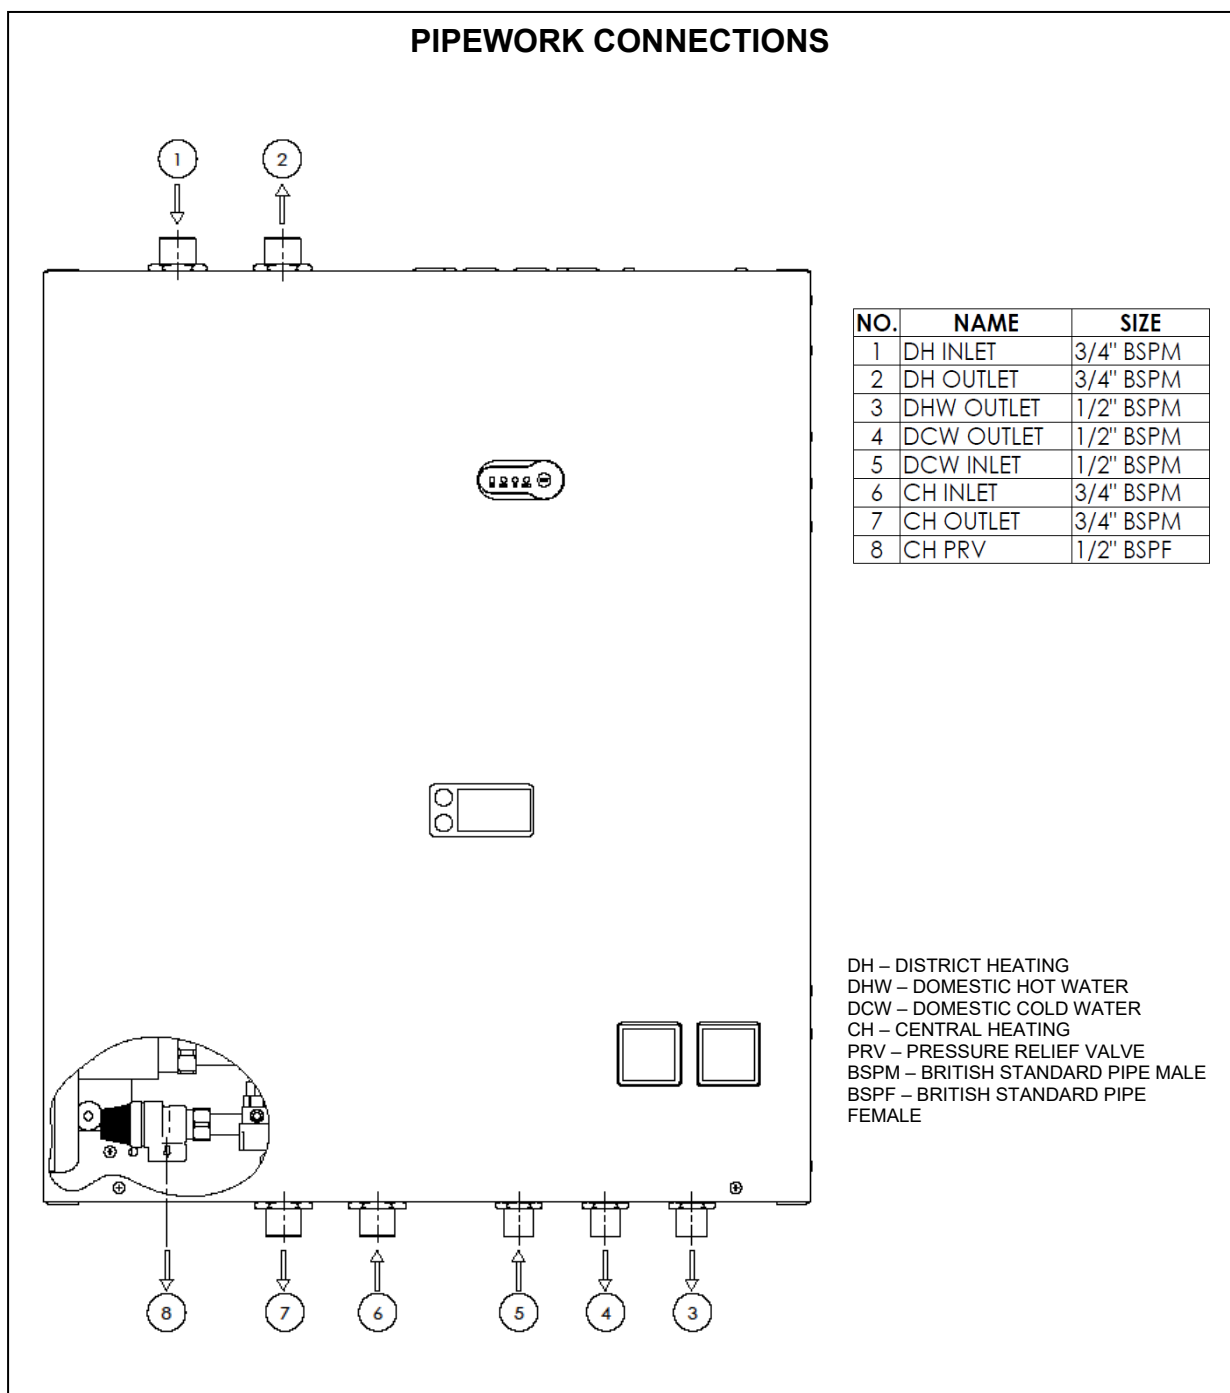 PIPEWORK CONNECTIONS
1 2
NO. NAME SIZE
1 DH INLET 3/4" BSPM
2 DH OUTLET 3/4" BSPM
3 DHW OUTLET 1/2" BSPM
4 DCW OUTLET 1/2" BSPM
5 DCW INLET 1/2" BSPM
6 CH INLET 3/4" BSPM
7 CH OUTLET 3/4" BSPM
8 CH PRV 1/2" BSPF
DH – DISTRICT HEATING
DHW – DOMESTIC HOT WATER
DCW – DOMESTIC COLD WATER
CH – CENTRAL HEATING
PRV – PRESSURE RELIEF VALVE
BSPM – BRITISH STANDARD PIPE MALE
BSPF – BRITISH STANDARD PIPE
FEMALE
8 7 6 5 4 3